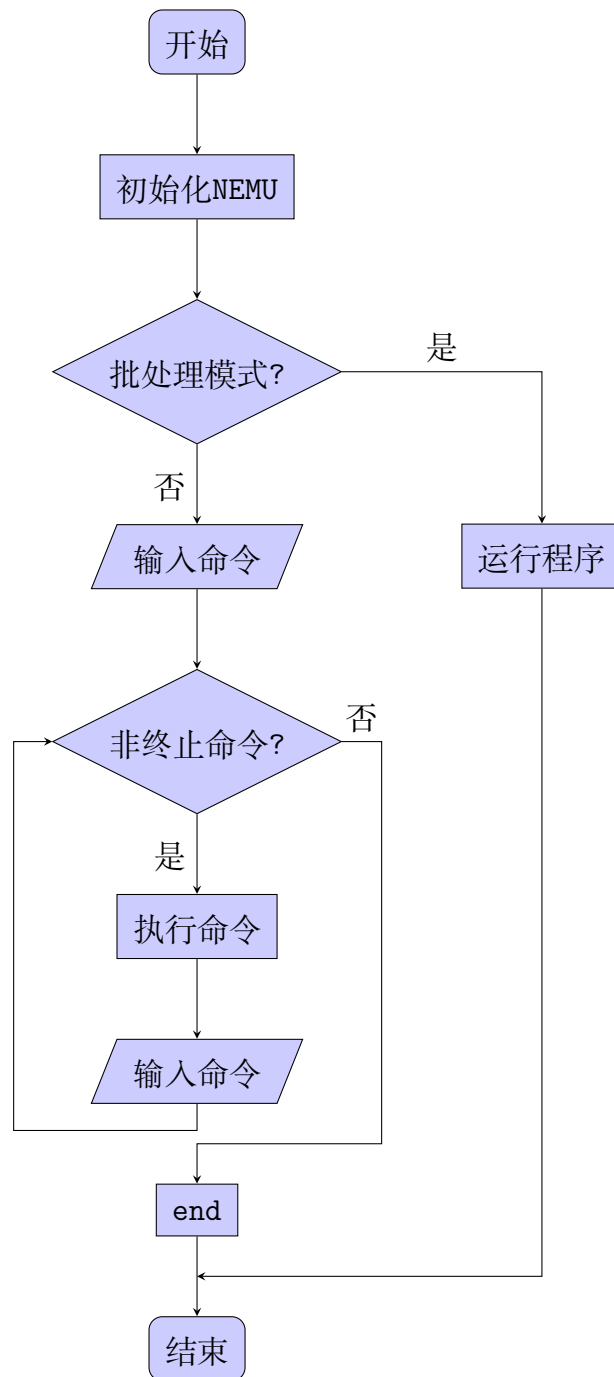 开始
初始化NEMU
批处理模式?
是
否
输入命令
运行程序
非终止命令?
否
是
执行命令
输入命令
end
结束